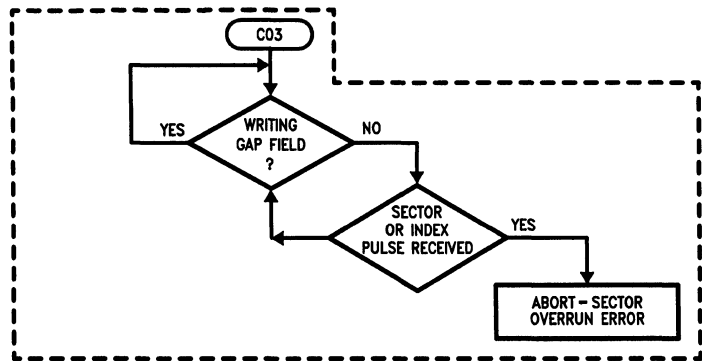 C03
WRITING
GAP FIELD
?
YES
NO
SECTOR
OR INDEX
PULSE RECEIVED
YES
ABORT - SECTOR
OVERRUN ERROR